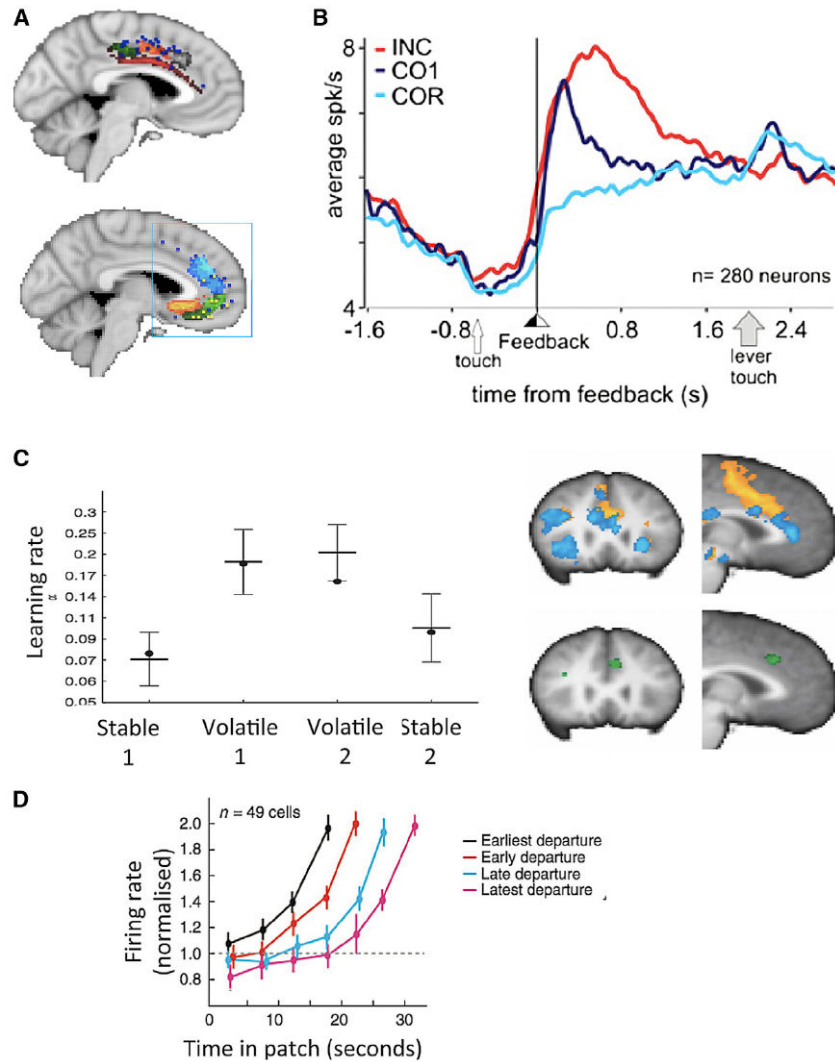 A
B
8
INC
CO1
COR
average spk/s
4
n= 280 neurons
-1.6
-0.8
Feedback
0.8
1.6
2.4
touch
lever
touch
time from feedback (s)
C
Learning rate
α
0.3
0.25
0.2
0.17
0.14
0.11
0.09
0.07
0.06
0.05
Stable
1
Volatile
1
Volatile
2
Stable
2
D
n = 49 cells
Firing rate
(normalised)
2.0
1.8
1.6
1.4
1.2
1.0
0.8
0
5
10
20
30
Time in patch (seconds)
Earliest departure
Early departure
Late departure
Latest departure